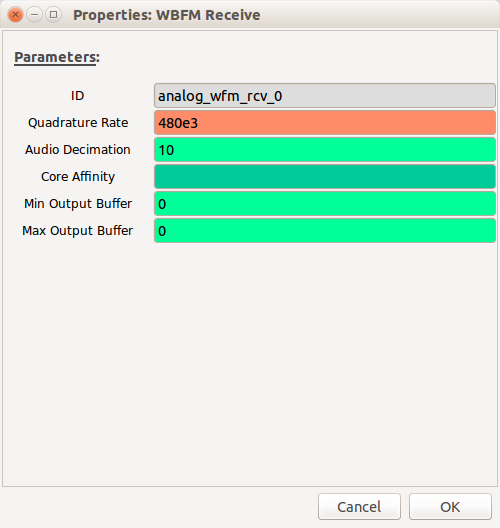 Properties: WBFM Receive
Parameters:
ID analog_wfm_rcv_0
Quadrature Rate 480e3
Audio Decimation 10
Core Affinity
Min Output Buffer 0
Max Output Buffer 0
Cancel OK